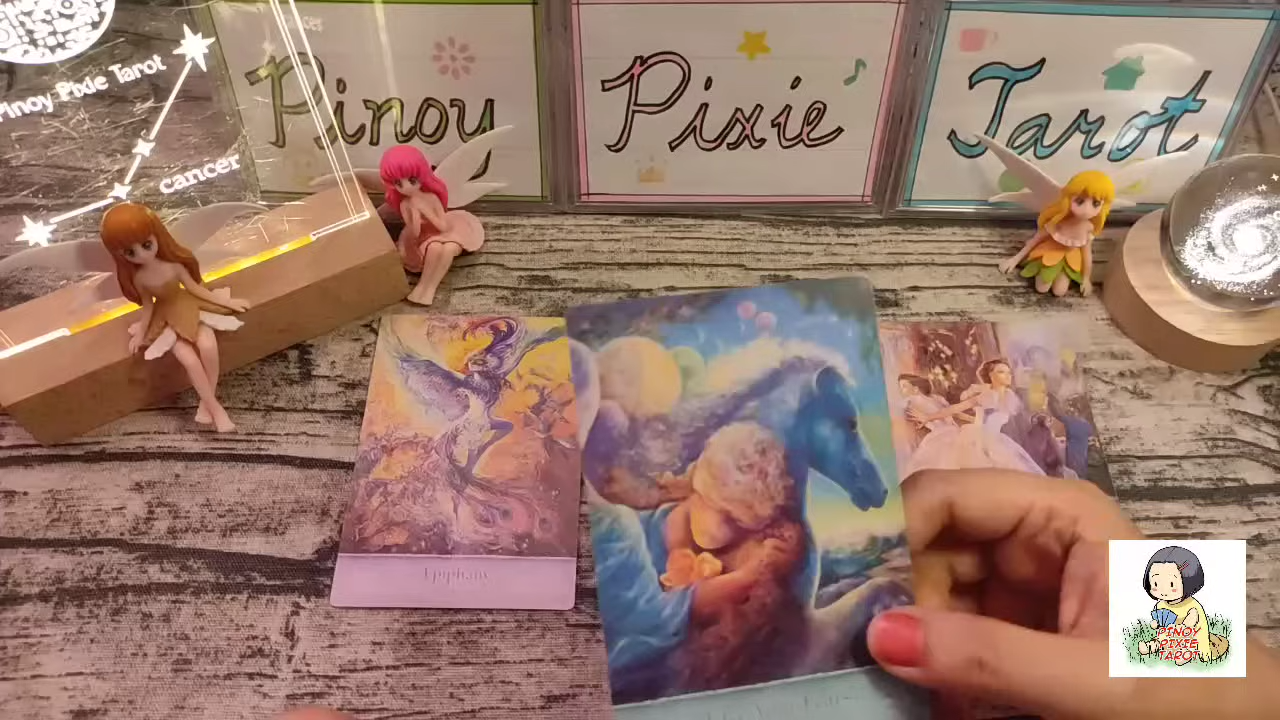 Pinoy Pixie Tarot
cancer
Pinoy
Pixie
Tarot
Epiphany
PINOY
PIXIE
TAROT